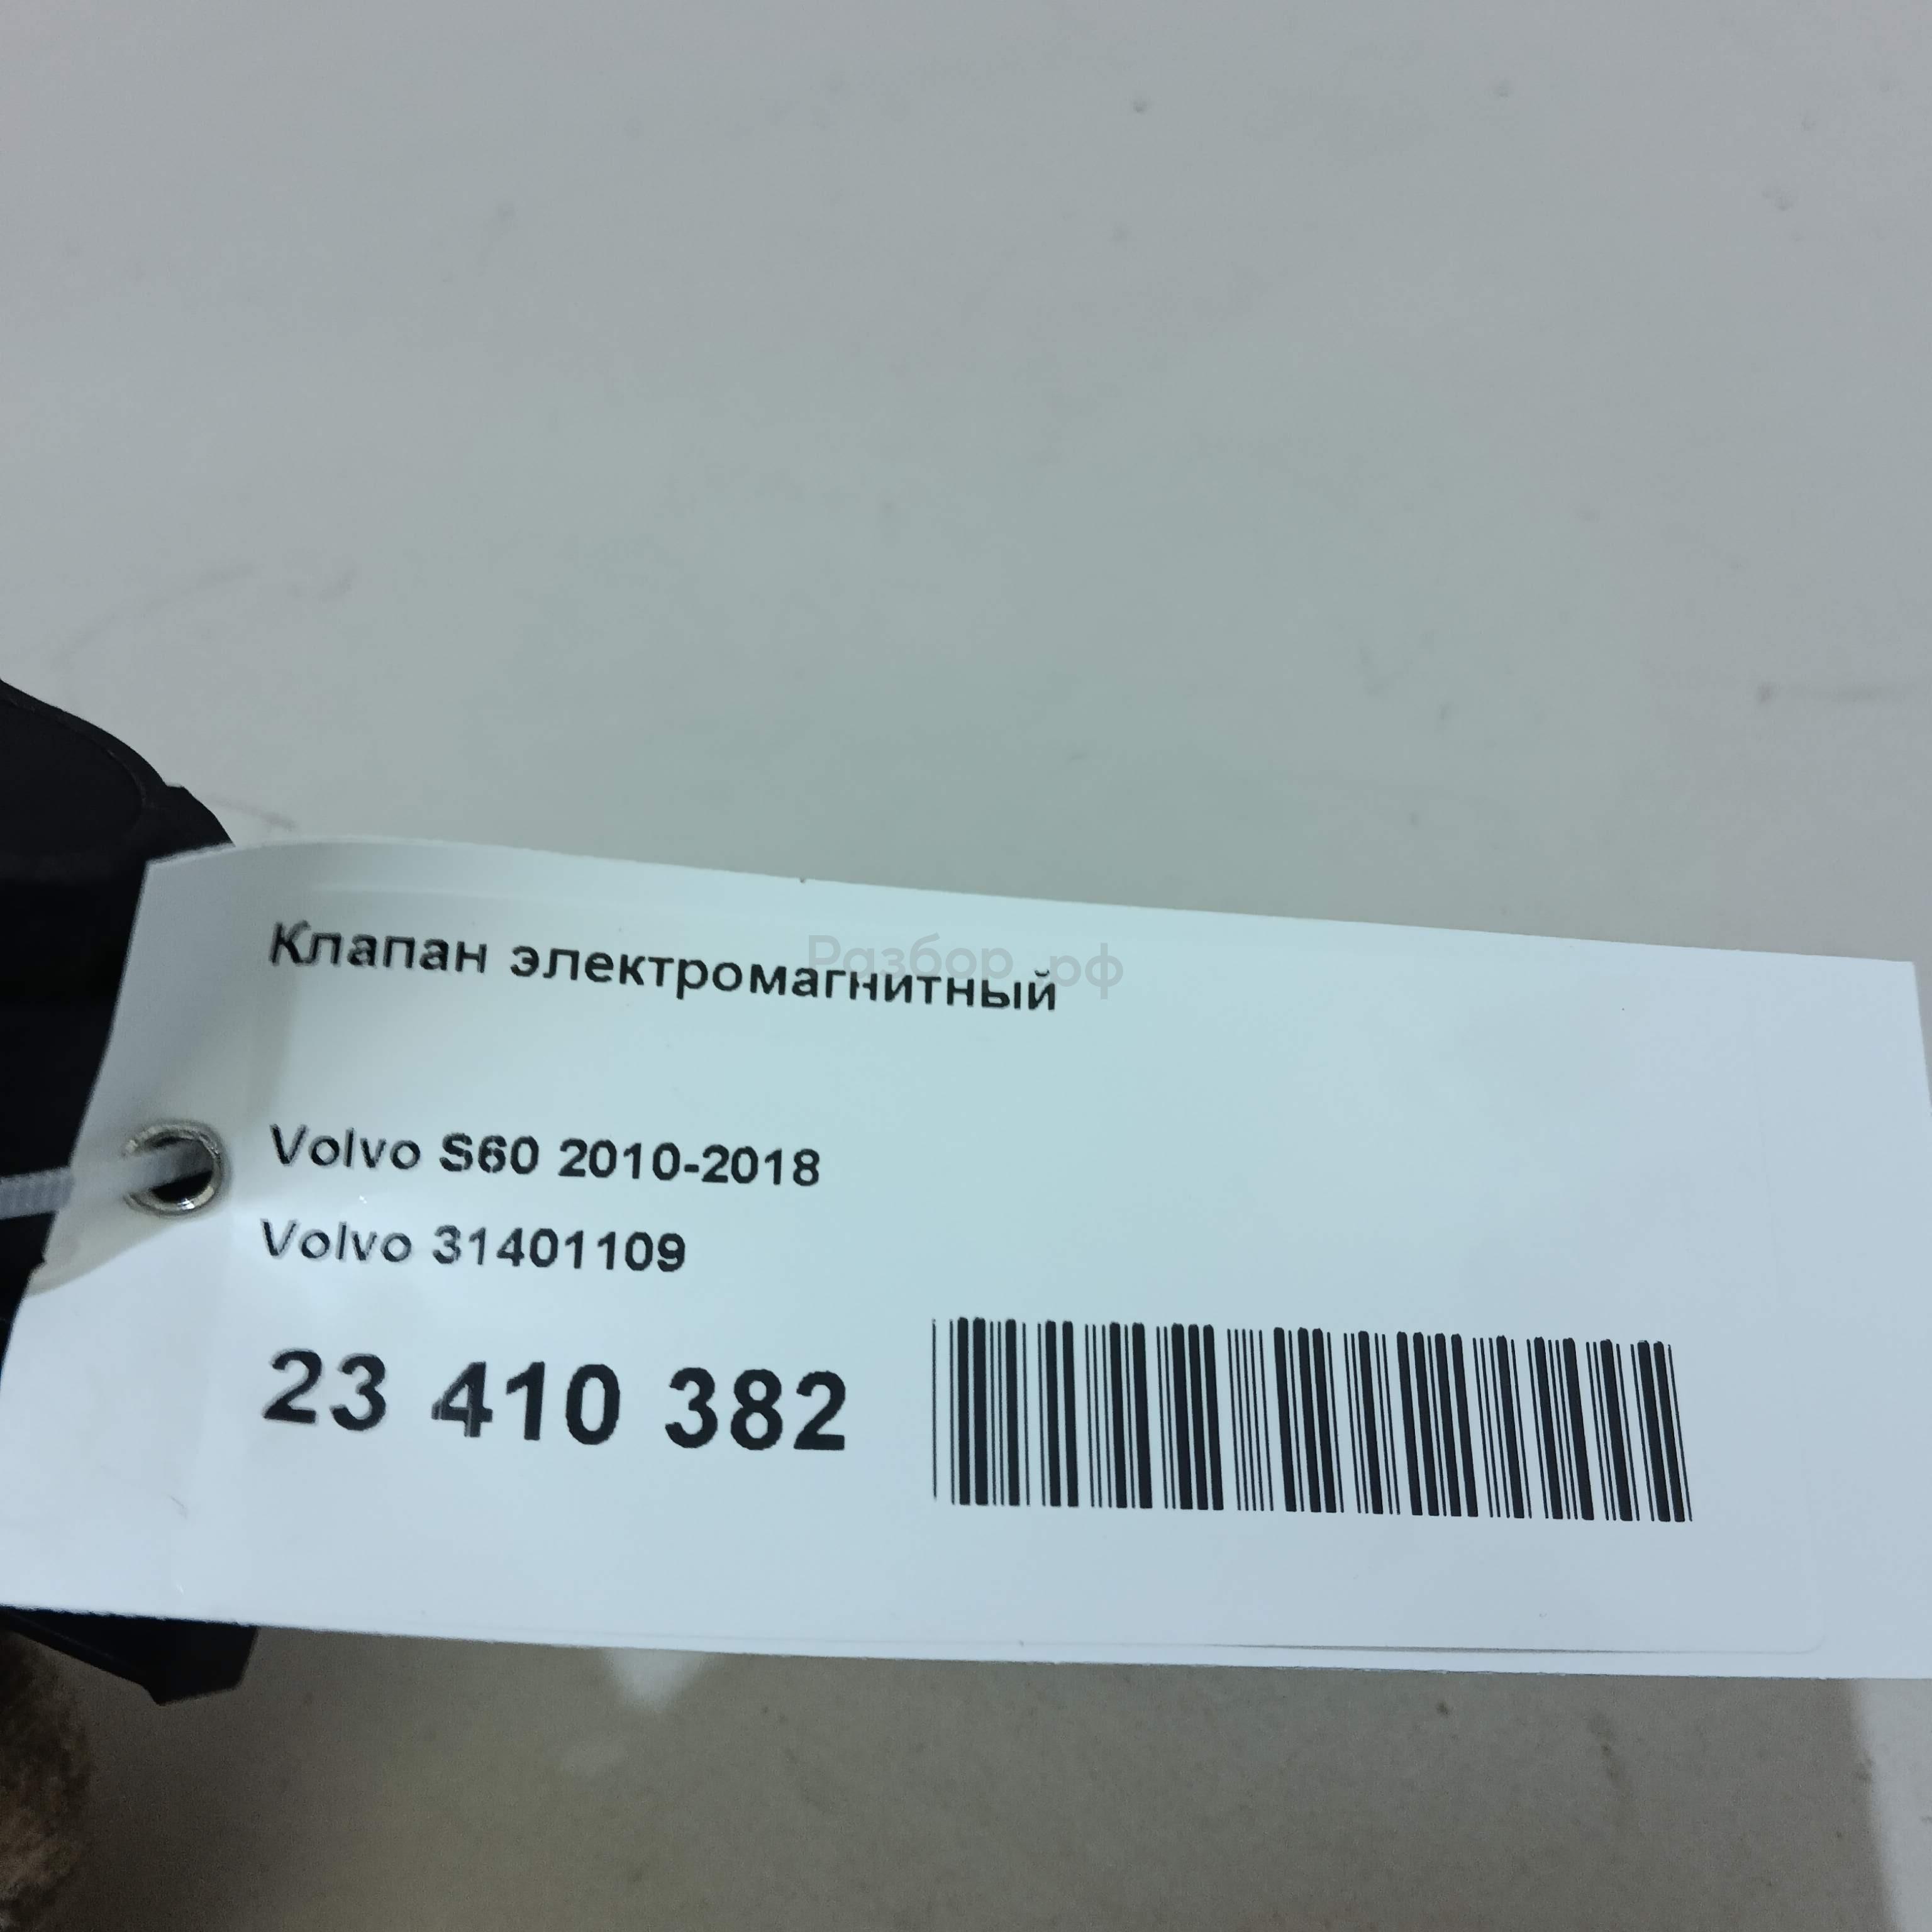 Клапан электромагнитный
Разбор.рф
Volvo S60 2010-2018
Volvo 31401109
23 410 382